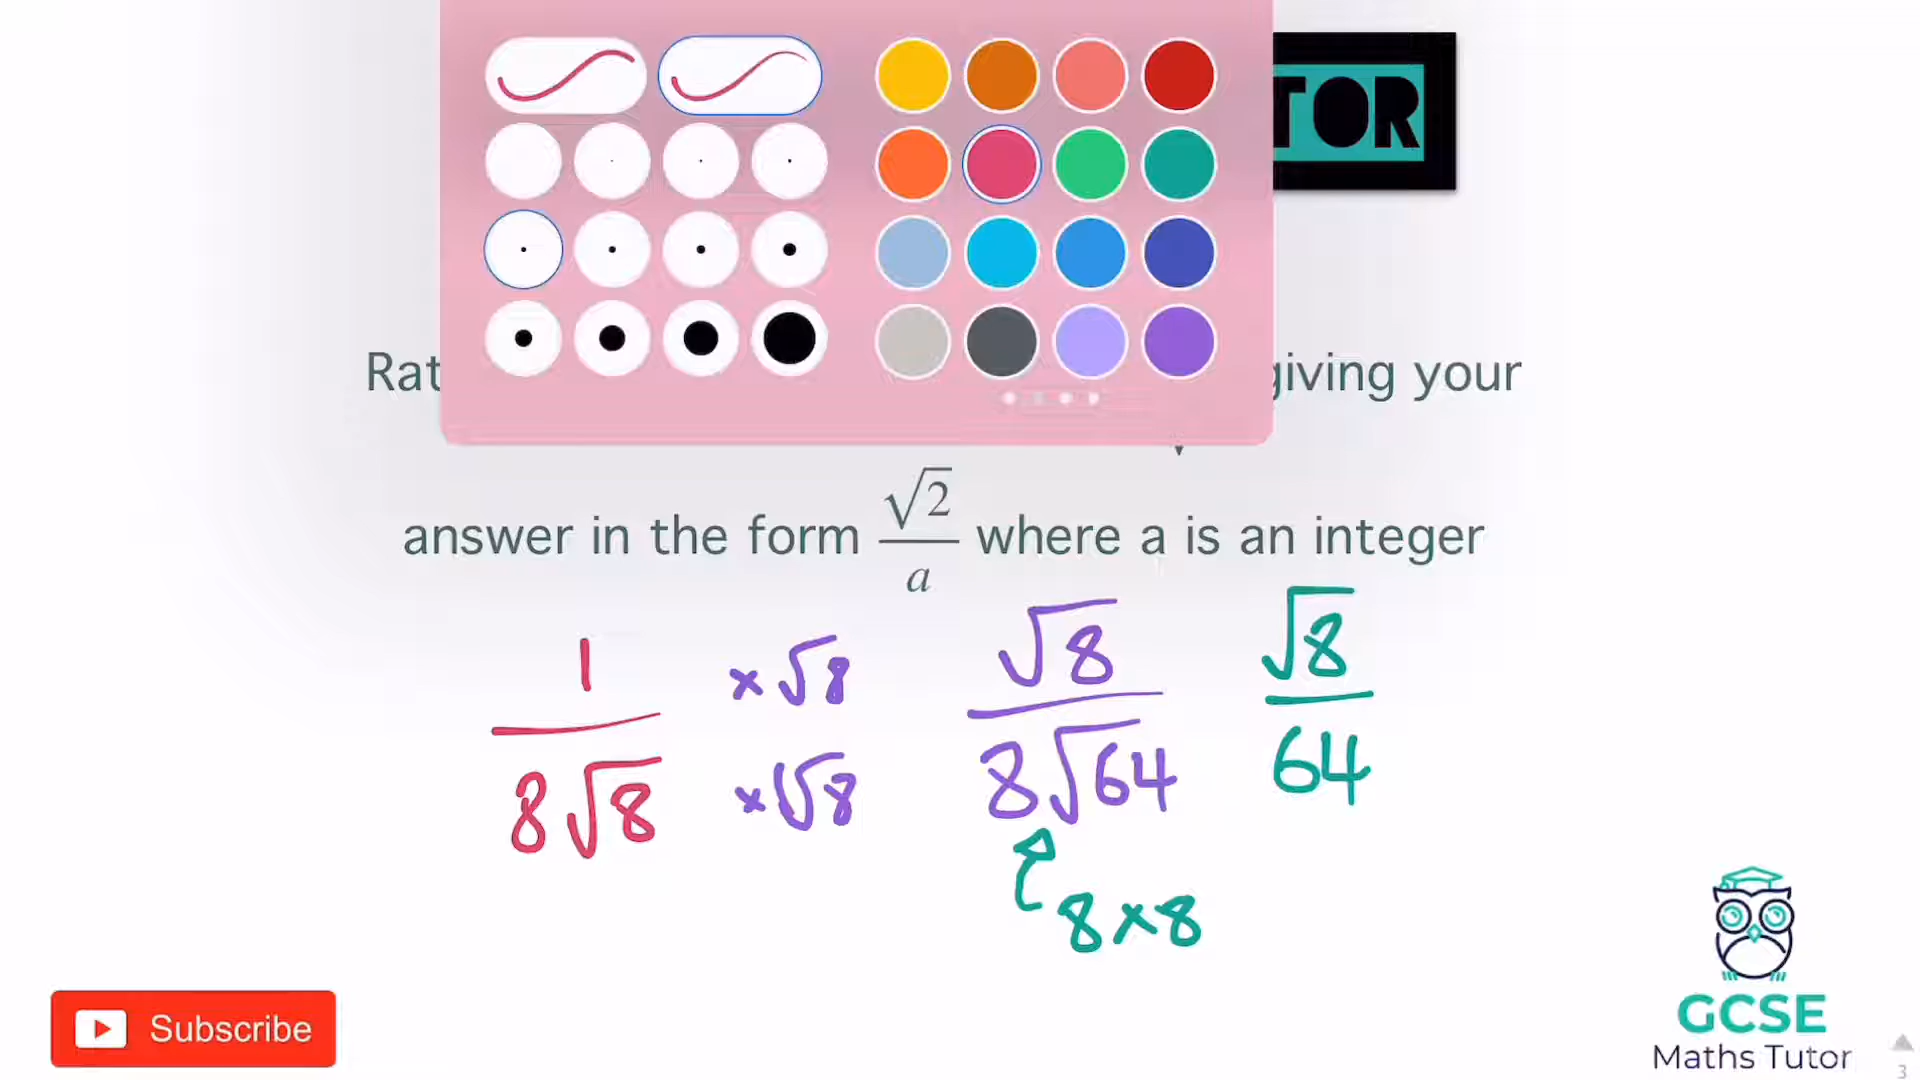 TOR
Rat giving your
answer in the form √2/a where a is an integer
1/8√8 ×√8 ×√8 √8/8√64 √8/64
8×8
Subscribe
GCSE
Maths Tutor
3